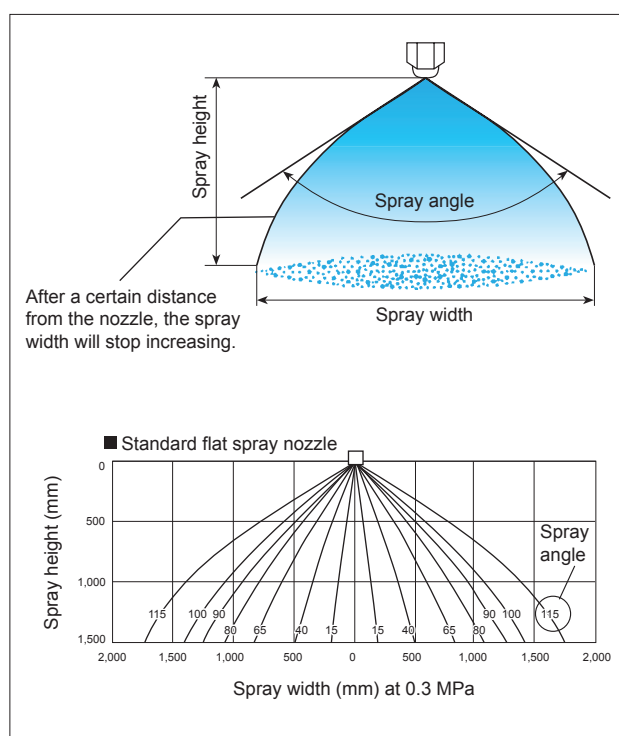 Spray height
Spray angle
After a certain distance
from the nozzle, the spray
width will stop increasing.
Spray width
■ Standard flat spray nozzle
Spray height (mm)
0
500
1,000
1,500
Spray
angle
115 100 90 80 65 40 15 15 40 65 80 90 100 115
2,000 1,500 1,000 500 0 500 1,000 1,500 2,000
Spray width (mm) at 0.3 MPa